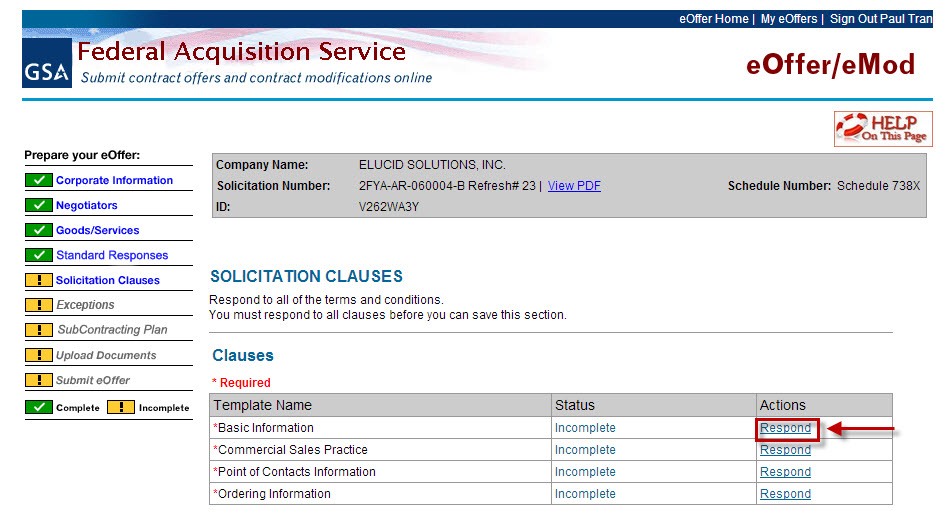 eOffer Home | My eOffers | Sign Out Paul Tran
GSA
Federal Acquisition Service
Submit contract offers and contract modifications online
eOffer/eMod
HELP
On This Page
Prepare your eOffer:
Corporate Information
Negotiators
Goods/Services
Standard Responses
! Solicitation Clauses
! Exceptions
! SubContracting Plan
! Upload Documents
! Submit eOffer
Complete ! Incomplete
Company Name: ELUCID SOLUTIONS, INC.
Solicitation Number: 2FYA-AR-060004-B Refresh# 23 | View PDF Schedule Number: Schedule 738X
ID: V262WA3Y
SOLICITATION CLAUSES
Respond to all of the terms and conditions.
You must respond to all clauses before you can save this section.
Clauses
* Required
Template Name Status Actions
*Basic Information Incomplete Respond
*Commercial Sales Practice Incomplete Respond
*Point of Contacts Information Incomplete Respond
*Ordering Information Incomplete Respond